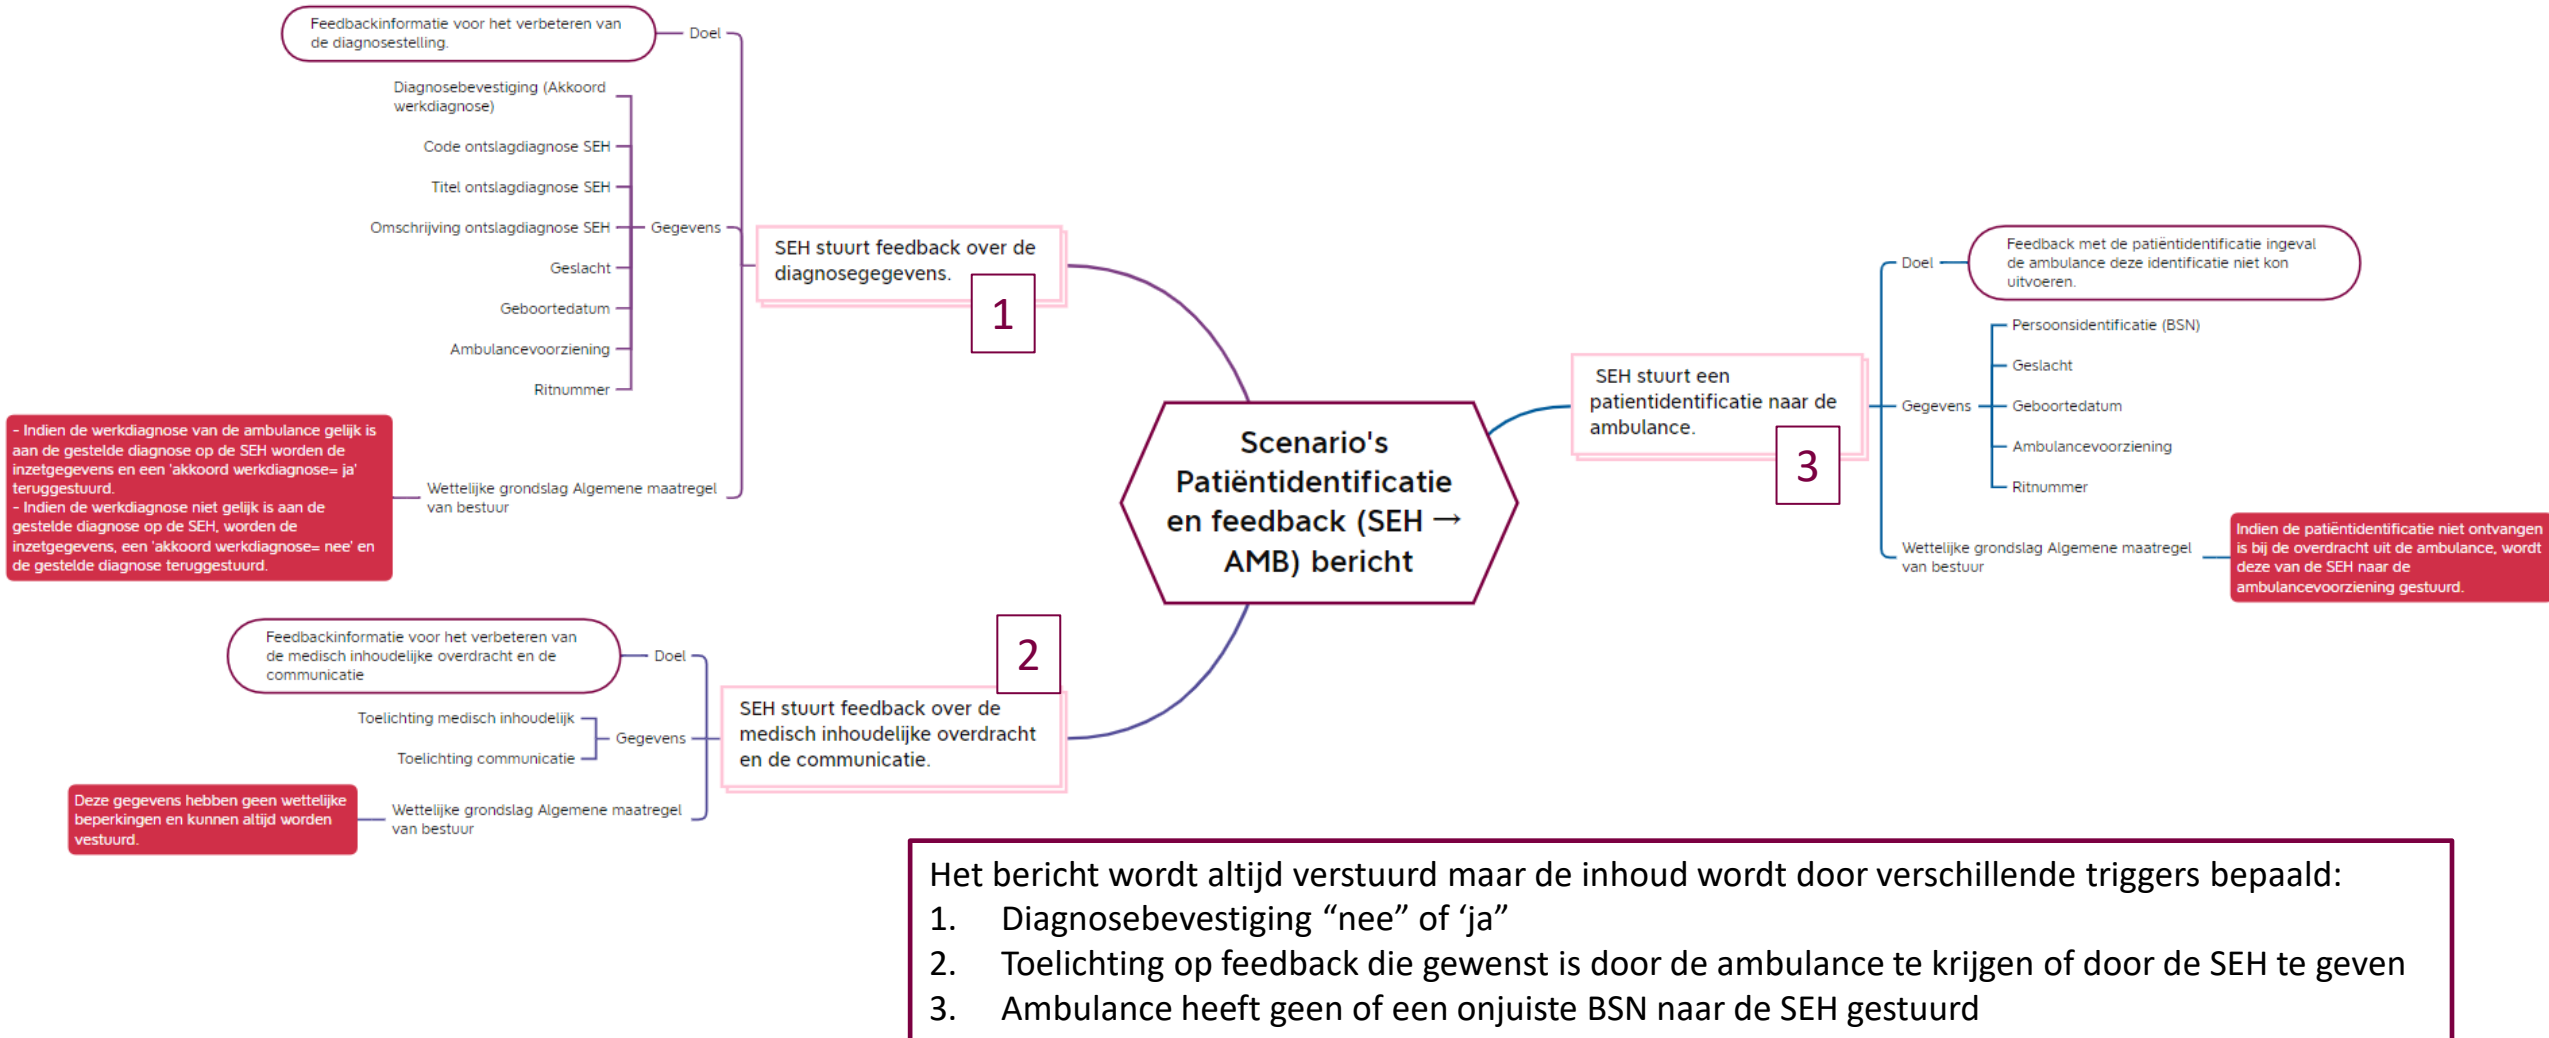 Feedbackinformatie voor het verbeteren van
de diagnosestelling.
Doel
Diagnosebevestiging (Akkoord
werkdiagnose)
Code ontslagdiagnose SEH
Titel ontslagdiagnose SEH
Omschrijving ontslagdiagnose SEH
Geslacht
Geboortedatum
Ambulancevoorziening
Ritnummer
Gegevens
- Indien de werkdiagnose van de ambulance gelijk is
aan de gestelde diagnose op de SEH worden de
inzetgegevens en een 'akkoord werkdiagnose= ja'
teruggestuurd.
- Indien de werkdiagnose niet gelijk is aan de
gestelde diagnose op de SEH, worden de
inzetgegevens, een 'akkoord werkdiagnose= nee' en
de gestelde diagnose teruggestuurd.
Wettelijke grondslag Algemene maatregel
van bestuur
SEH stuurt feedback over de
diagnosegegevens.
1
Feedbackinformatie voor het verbeteren van
de medisch inhoudelijke overdracht en de
communicatie
Doel
Toelichting medisch inhoudelijk
Toelichting communicatie
Gegevens
Deze gegevens hebben geen wettelijke
beperkingen en kunnen altijd worden
vestuurd.
Wettelijke grondslag Algemene maatregel
van bestuur
2
SEH stuurt feedback over de
medisch inhoudelijke overdracht
en de communicatie.
Scenario's
Patiëntidentificatie
en feedback (SEH →
AMB) bericht
SEH stuurt een
patientidentificatie naar de
ambulance.
3
Doel
Feedback met de patiëntidentificatie ingeval
de ambulance deze identificatie niet kon
uitvoeren.
Gegevens
Persoonsidentificatie (BSN)
Geslacht
Geboortedatum
Ambulancevoorziening
Ritnummer
Wettelijke grondslag Algemene maatregel
van bestuur
Indien de patiëntidentificatie niet ontvangen
is bij de overdracht uit de ambulance, wordt
deze van de SEH naar de
ambulancevoorziening gestuurd.
Het bericht wordt altijd verstuurd maar de inhoud wordt door verschillende triggers bepaald:
1. Diagnosebevestiging “nee” of ‘ja”
2. Toelichting op feedback die gewenst is door de ambulance te krijgen of door de SEH te geven
3. Ambulance heeft geen of een onjuiste BSN naar de SEH gestuurd